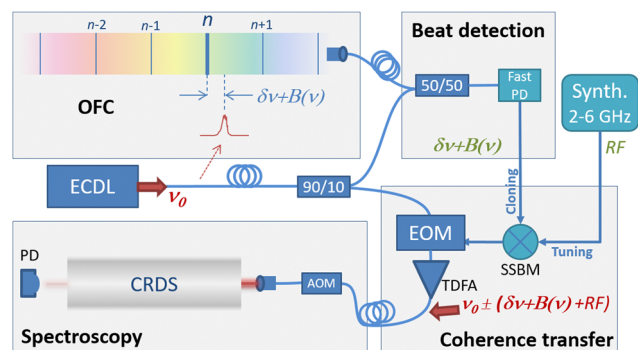 n-2
n-1
n
n+1
δν+B(ν)
OFC
Beat detection
50/50
Fast
PD
Synth.
2-6 GHz
δν+B(ν)
RF
ECDL
ν0
90/10
Cloning
Tuning
EOM
SSBM
TDFA
ν0 ± (δν+B(ν)+RF)
Coherence transfer
PD
CRDS
AOM
Spectroscopy